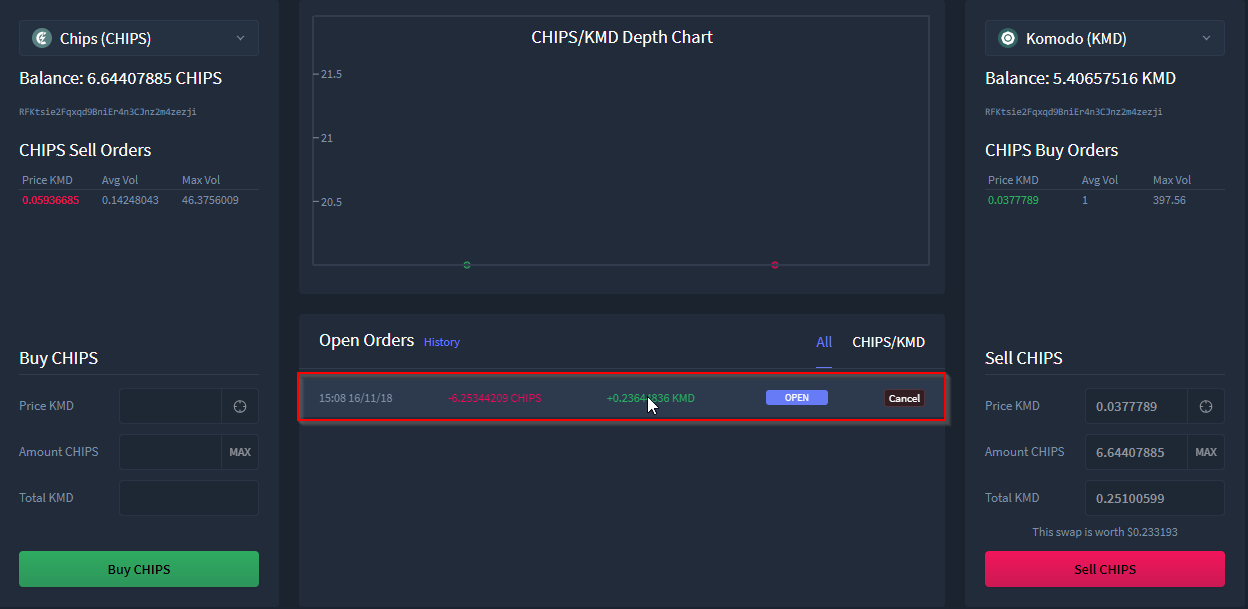 Chips (CHIPS)
Balance: 6.64407885 CHIPS
RFKtsie2Fqxqd9BniEr4n3CJnz2m4zezji
CHIPS Sell Orders
Price KMD Avg Vol Max Vol
0.05936685 0.14248043 46.3756009
Buy CHIPS
Price KMD
Amount CHIPS MAX
Total KMD
Buy CHIPS
CHIPS/KMD Depth Chart
21.5
21
20.5
Open Orders History All CHIPS/KMD
15:08 16/11/18 -6.25344209 CHIPS KMD OPEN Cancel
Komodo (KMD)
Balance: 5.40657516 KMD
RFKtsie2Fqxqd9BniEr4n3CJnz2m4zezji
CHIPS Buy Orders
Price KMD Avg Vol Max Vol
0.0377789 1 397.56
Sell CHIPS
Price KMD 0.0377789
Amount CHIPS 6.64407885 MAX
Total KMD 0.25100599
This swap is worth $0.233193
Sell CHIPS